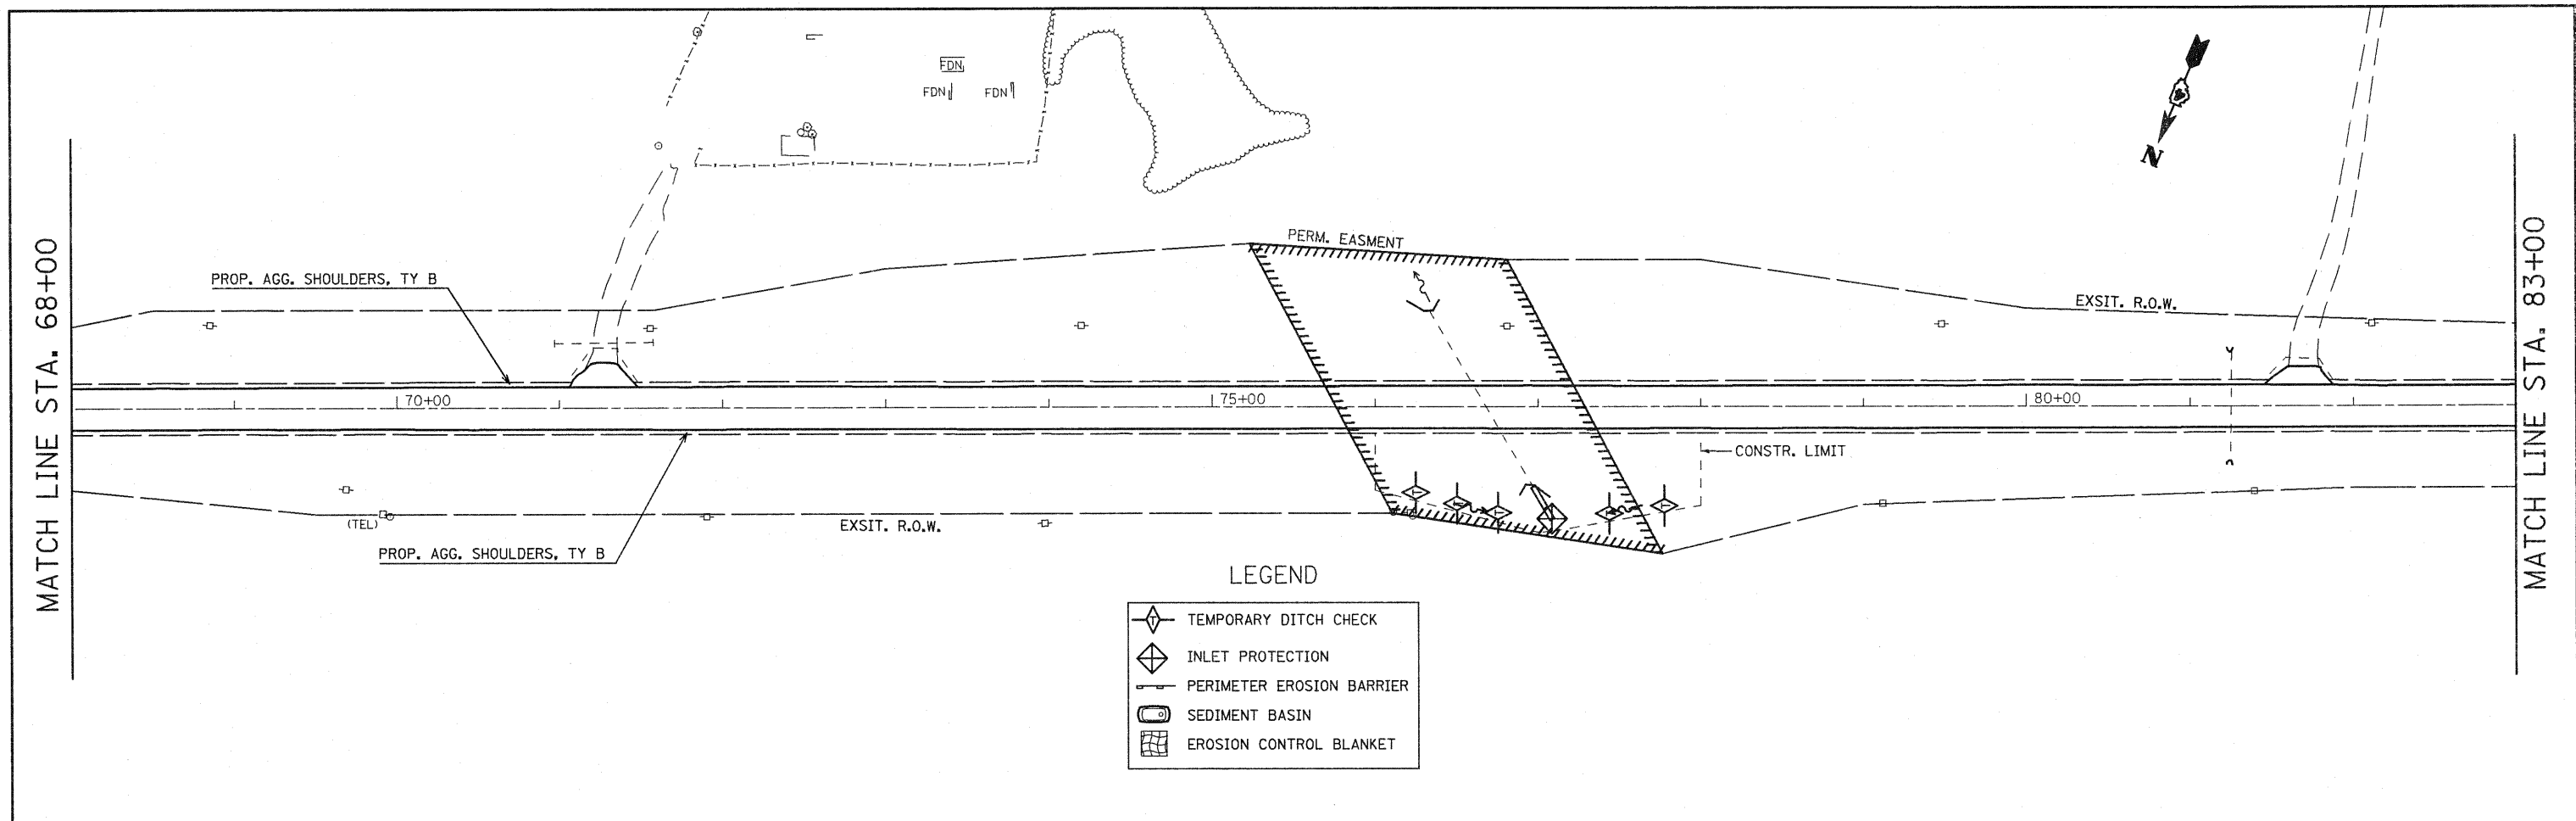 FDN
FDN
FDN
N
MATCH LINE STA. 68+00
MATCH LINE STA. 83+00
PERM. EASMENT
PROP. AGG. SHOULDERS, TY B
EXSIT. R.O.W.
70+00
75+00
80+00
CONSTR. LIMIT
(TEL)
EXSIT. R.O.W.
PROP. AGG. SHOULDERS, TY B
LEGEND
T TEMPORARY DITCH CHECK
INLET PROTECTION
PERIMETER EROSION BARRIER
SEDIMENT BASIN
EROSION CONTROL BLANKET